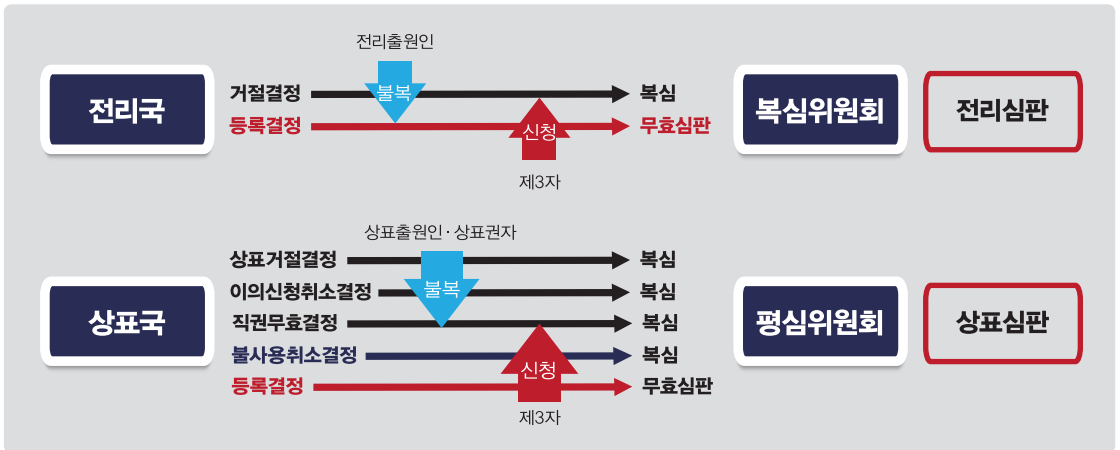 전리출원인
전리국
거절결정
불복
복심
등록결정
신청
무효심판
제3자
복심위원회
전리심판
상표출원인 · 상표권자
상표국
상표거절결정
복심
이의신청취소결정
불복
복심
직권무효결정
복심
불사용취소결정
신청
복심
등록결정
무효심판
제3자
평심위원회
상표심판